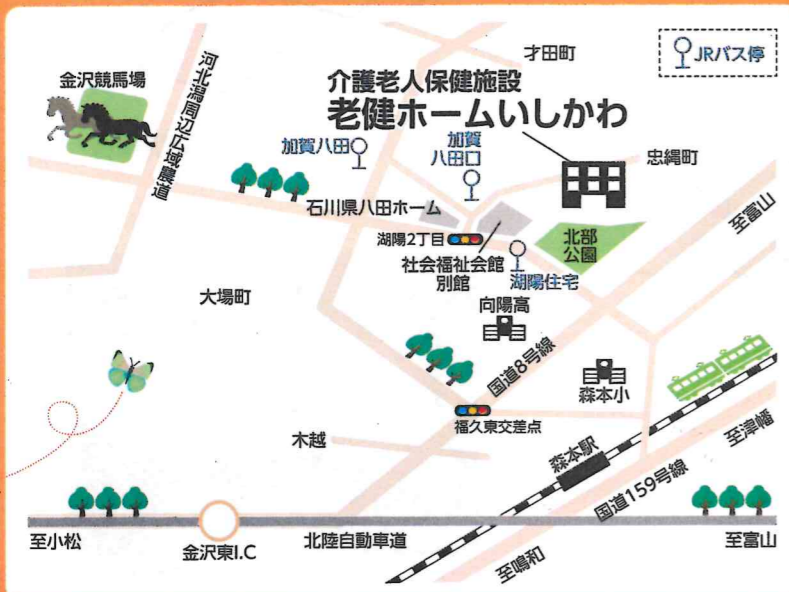 才田町
JRバス停
金沢競馬場
河北潟周辺広域農道
介護老人保健施設
老健ホームいしかわ
加賀八田
加賀
八田口
忠縄町
石川県八田ホーム
至富山
湖陽2丁目
北部
公園
社会福祉会館
別館
湖陽住宅
大場町
向陽高
国道8号線
森本小
福久東交差点
木越
森本駅
至津幡
国道159号線
至小松
金沢東I.C
北陸自動車道
至鳴和
至富山